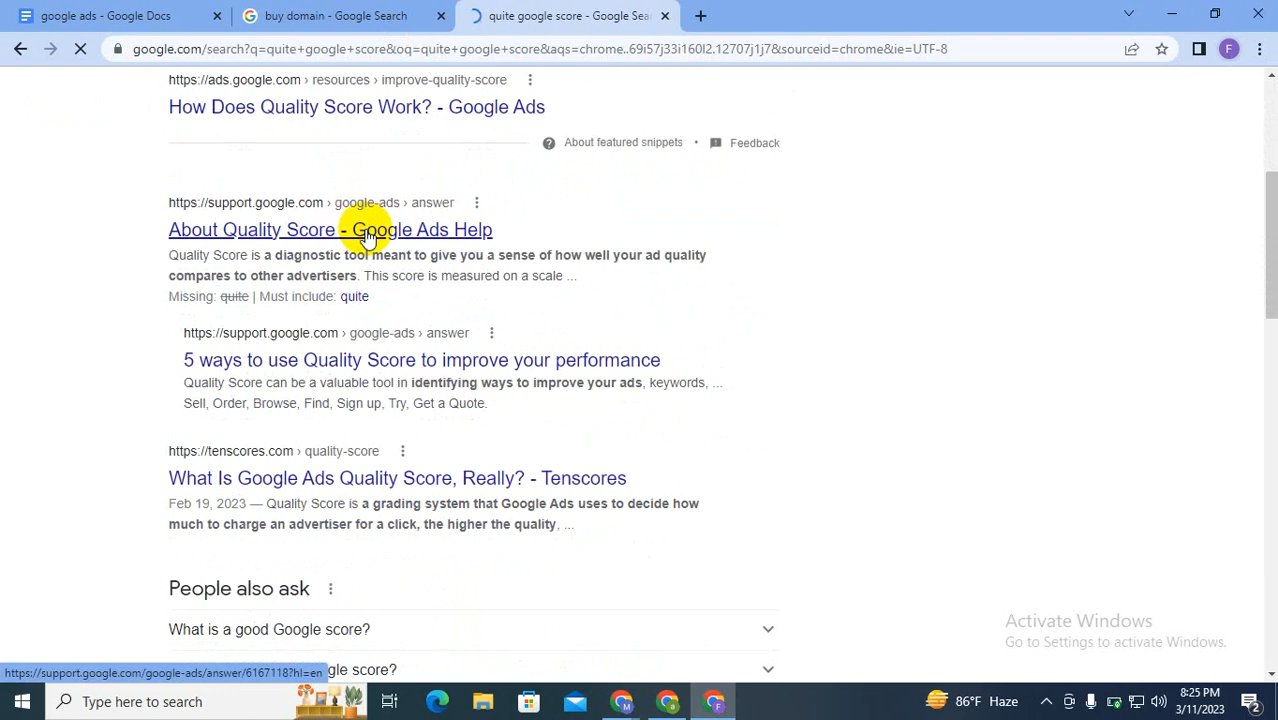 google ads - Google Docs
buy domain - Google Search
quite google score - Google Sea
google.com/search?q=quite+google+score&oq=quite+google+score&aqs=chrome..69i57j33i160l2.12707j1j7&sourceid=chrome&ie=UTF-8
F
https://ads.google.com › resources › improve-quality-score
How Does Quality Score Work? - Google Ads
About featured snippets • Feedback
https://support.google.com › google-ads › answer
About Quality Score - Google Ads Help
Quality Score is a diagnostic tool meant to give you a sense of how well your ad quality
compares to other advertisers. This score is measured on a scale ...
Missing: quite | Must include: quite
https://support.google.com › google-ads › answer
5 ways to use Quality Score to improve your performance
Quality Score can be a valuable tool in identifying ways to improve your ads, keywords, ...
Sell, Order, Browse, Find, Sign up, Try, Get a Quote.
https://tenscores.com › quality-score
What Is Google Ads Quality Score, Really? - Tenscores
Feb 19, 2023 — Quality Score is a grading system that Google Ads uses to decide how
much to charge an advertiser for a click, the higher the quality, ...
People also ask
What is a good Google score?
gle score?
Activate Windows
Go to Settings to activate Windows.
https://support.google.com/google-ads/answer/6167118?hl=en
Type here to search
86°F Haze
8:25 PM
3/11/2023
2